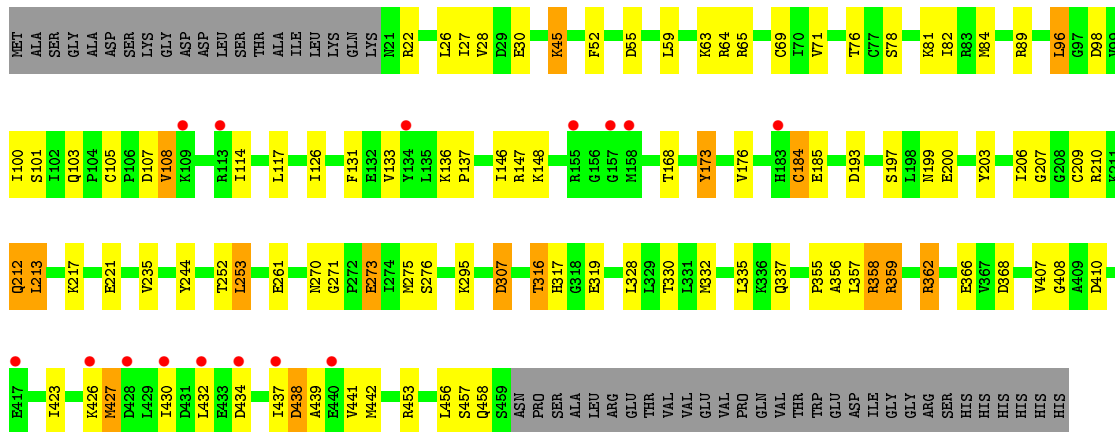 MET ALA SER GLY ALA ASP SER LYS GLY ASP ASP LEU SER THR ALA ILE LEU LYS GLN LYS N21 R22 L26 I27 V28 D29 E30 K45 F52 D55 L59 K63 R64 R65 C69 I70 V71 T76 C77 S78 K81 I82 R83 M84 R89 L96 G97 D98 V99
I100 S101 I102 Q103 P104 C105 P106 D107 V108 K109 R113 I114 L117 I126 F131 E132 V133 Y134 L135 K136 P137 I146 R147 K148 R155 G156 G157 M158 T168 Y173 V176 H183 C184 E185 D193 S197 L198 N199 E200 Y203 I206 G207 G208 C209 R210 K211
Q212 L213 K217 E221 V235 Y244 T252 L253 E261 N270 G271 P272 E273 I274 M275 S276 K295 D307 T316 H317 G318 E319 L328 L329 T330 L331 M332 L335 K336 Q337 P355 A356 L357 R358 R359 R362 E366 V367 D368 V407 G408 A409 D410
E417 I423 K426 M427 D428 L429 I430 D431 L432 E433 D434 I437 D438 A439 E440 V441 M442 R453 L456 S457 Q458 S459 ASN PRO SER ALA LEU ARG GLU THR VAL VAL GLU VAL PRO GLN VAL THR TRP GLU ASP ILE GLY GLY ARG SER HIS HIS HIS HIS HIS HIS